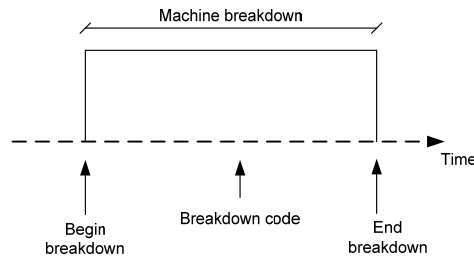 Machine breakdown
Time
Begin
breakdown
Breakdown code
End
breakdown